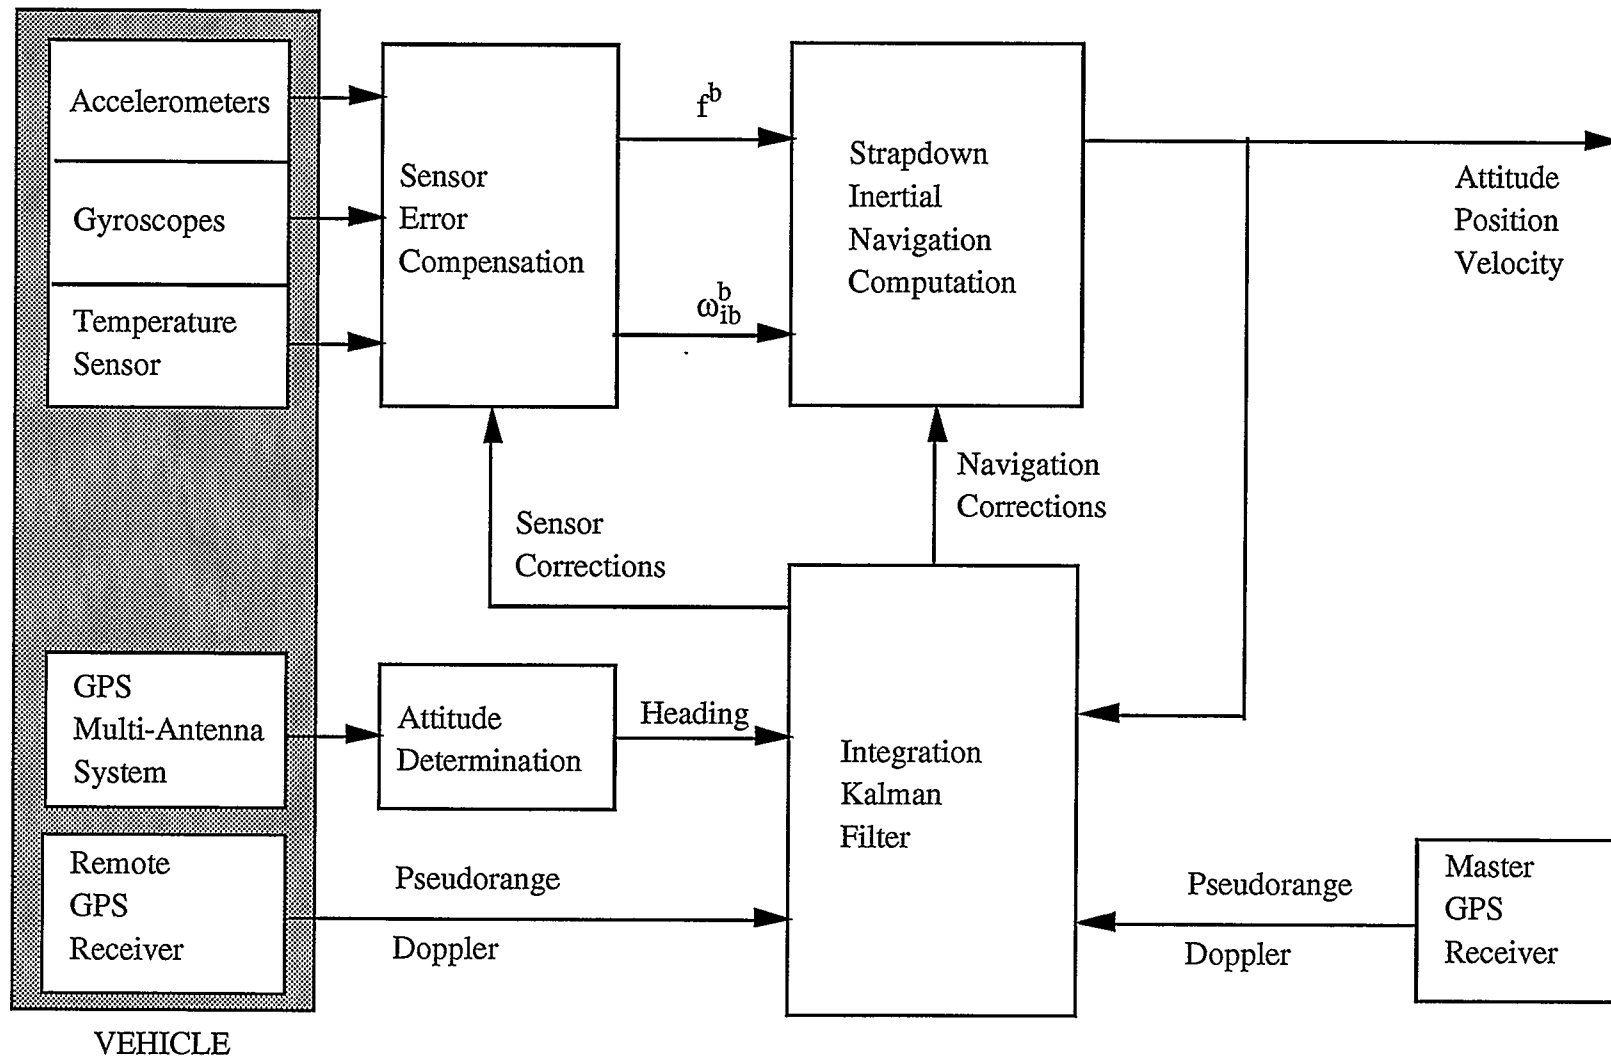 Accelerometers
Gyroscopes
Temperature
Sensor
Sensor
Error
Compensation
f^b
ω_ib^b
Strapdown
Inertial
Navigation
Computation
Attitude
Position
Velocity
Sensor
Corrections
Navigation
Corrections
GPS
Multi-Antenna
System
Attitude
Determination
Heading
Integration
Kalman
Filter
Remote
GPS
Receiver
Pseudorange
Doppler
Pseudorange
Doppler
Master
GPS
Receiver
VEHICLE